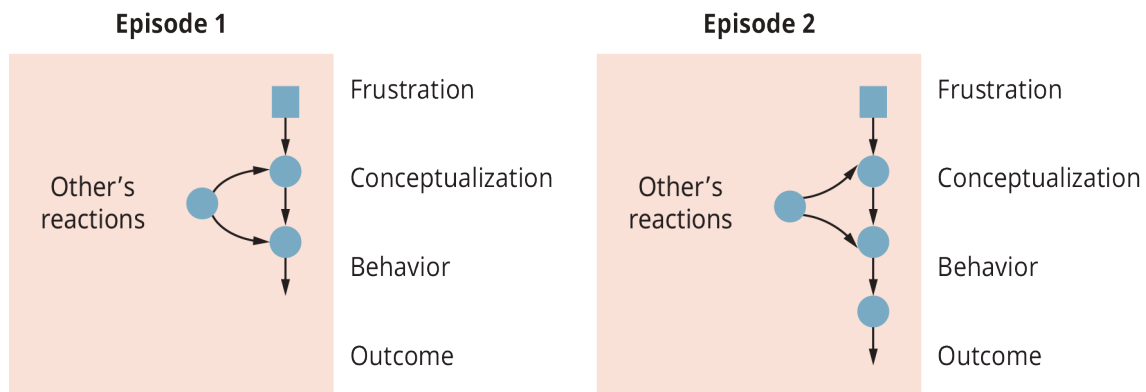 Episode 1
Frustration
Other’s
reactions
Conceptualization
Behavior
Outcome
Episode 2
Frustration
Other’s
reactions
Conceptualization
Behavior
Outcome